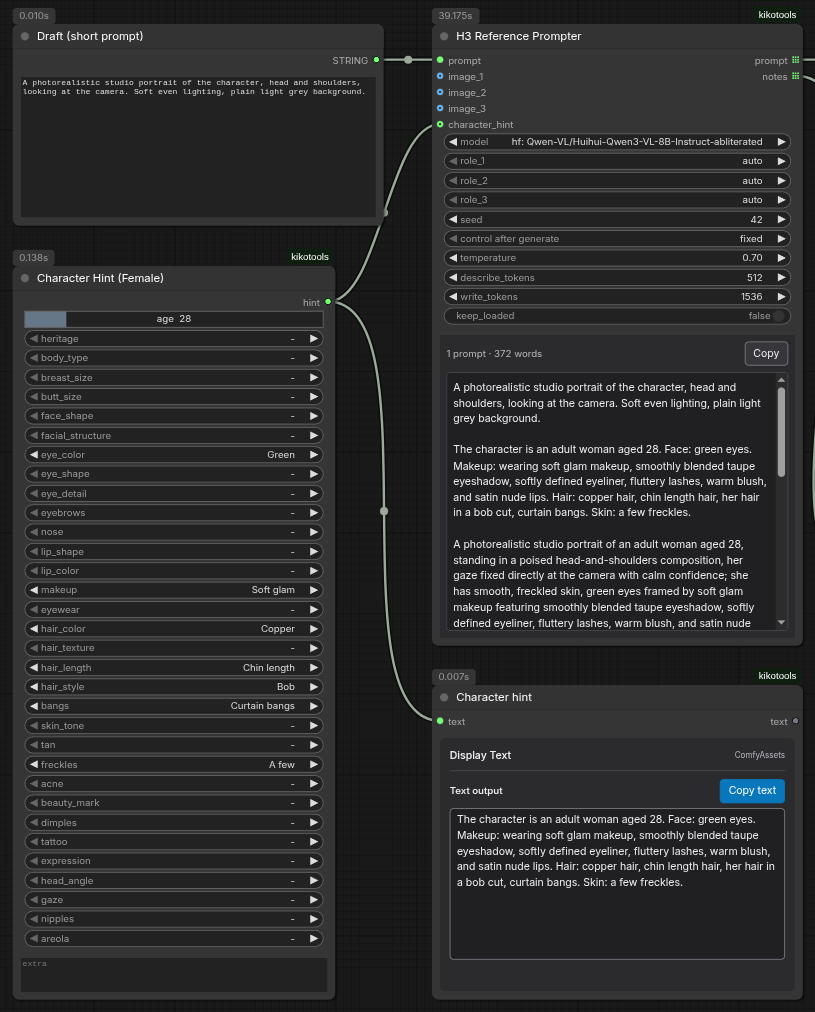 0.010s
Draft (short prompt)
STRING
A photorealistic studio portrait of the character, head and shoulders,
looking at the camera. Soft even lighting, plain light grey background.
0.138s
kikotools
Character Hint (Female)
hint
age 28
heritage -
body_type -
breast_size -
butt_size -
face_shape -
facial_structure -
eye_color Green
eye_shape -
eye_detail -
eyebrows -
nose -
lip_shape -
lip_color -
makeup Soft glam
eyewear -
hair_color Copper
hair_texture -
hair_length Chin length
hair_style Bob
bangs Curtain bangs
skin_tone -
tan -
freckles A few
acne -
beauty_mark -
dimples -
tattoo -
expression -
head_angle -
gaze -
nipples -
areola -
extra
39.175s
kikotools
H3 Reference Prompter
prompt prompt
image_1 notes
image_2
image_3
character_hint
model hf: Qwen-VL/Huihui-Qwen3-VL-8B-Instruct-abliterated
role_1 auto
role_2 auto
role_3 auto
seed 42
control after generate fixed
temperature 0.70
describe_tokens 512
write_tokens 1536
keep_loaded false
1 prompt · 372 words
Copy
A photorealistic studio portrait of the character, head and
shoulders, looking at the camera. Soft even lighting, plain light
grey background.
The character is an adult woman aged 28. Face: green eyes.
Makeup: wearing soft glam makeup, smoothly blended taupe
eyeshadow, softly defined eyeliner, fluttery lashes, warm blush,
and satin nude lips. Hair: copper hair, chin length hair, her hair
in a bob cut, curtain bangs. Skin: a few freckles.
A photorealistic studio portrait of an adult woman aged 28,
standing in a poised head-and-shoulders composition, her
gaze fixed directly at the camera with calm confidence; she
has smooth, freckled skin, green eyes framed by soft glam
makeup featuring smoothly blended taupe eyeshadow, softly
defined eyeliner, fluttery lashes, warm blush, and satin nude
0.007s
kikotools
Character hint
text text
Display Text
ComfyAssets
Text output
Copy text
The character is an adult woman aged 28. Face: green eyes.
Makeup: wearing soft glam makeup, smoothly blended taupe
eyeshadow, softly defined eyeliner, fluttery lashes, warm blush,
and satin nude lips. Hair: copper hair, chin length hair, her hair in
a bob cut, curtain bangs. Skin: a few freckles.